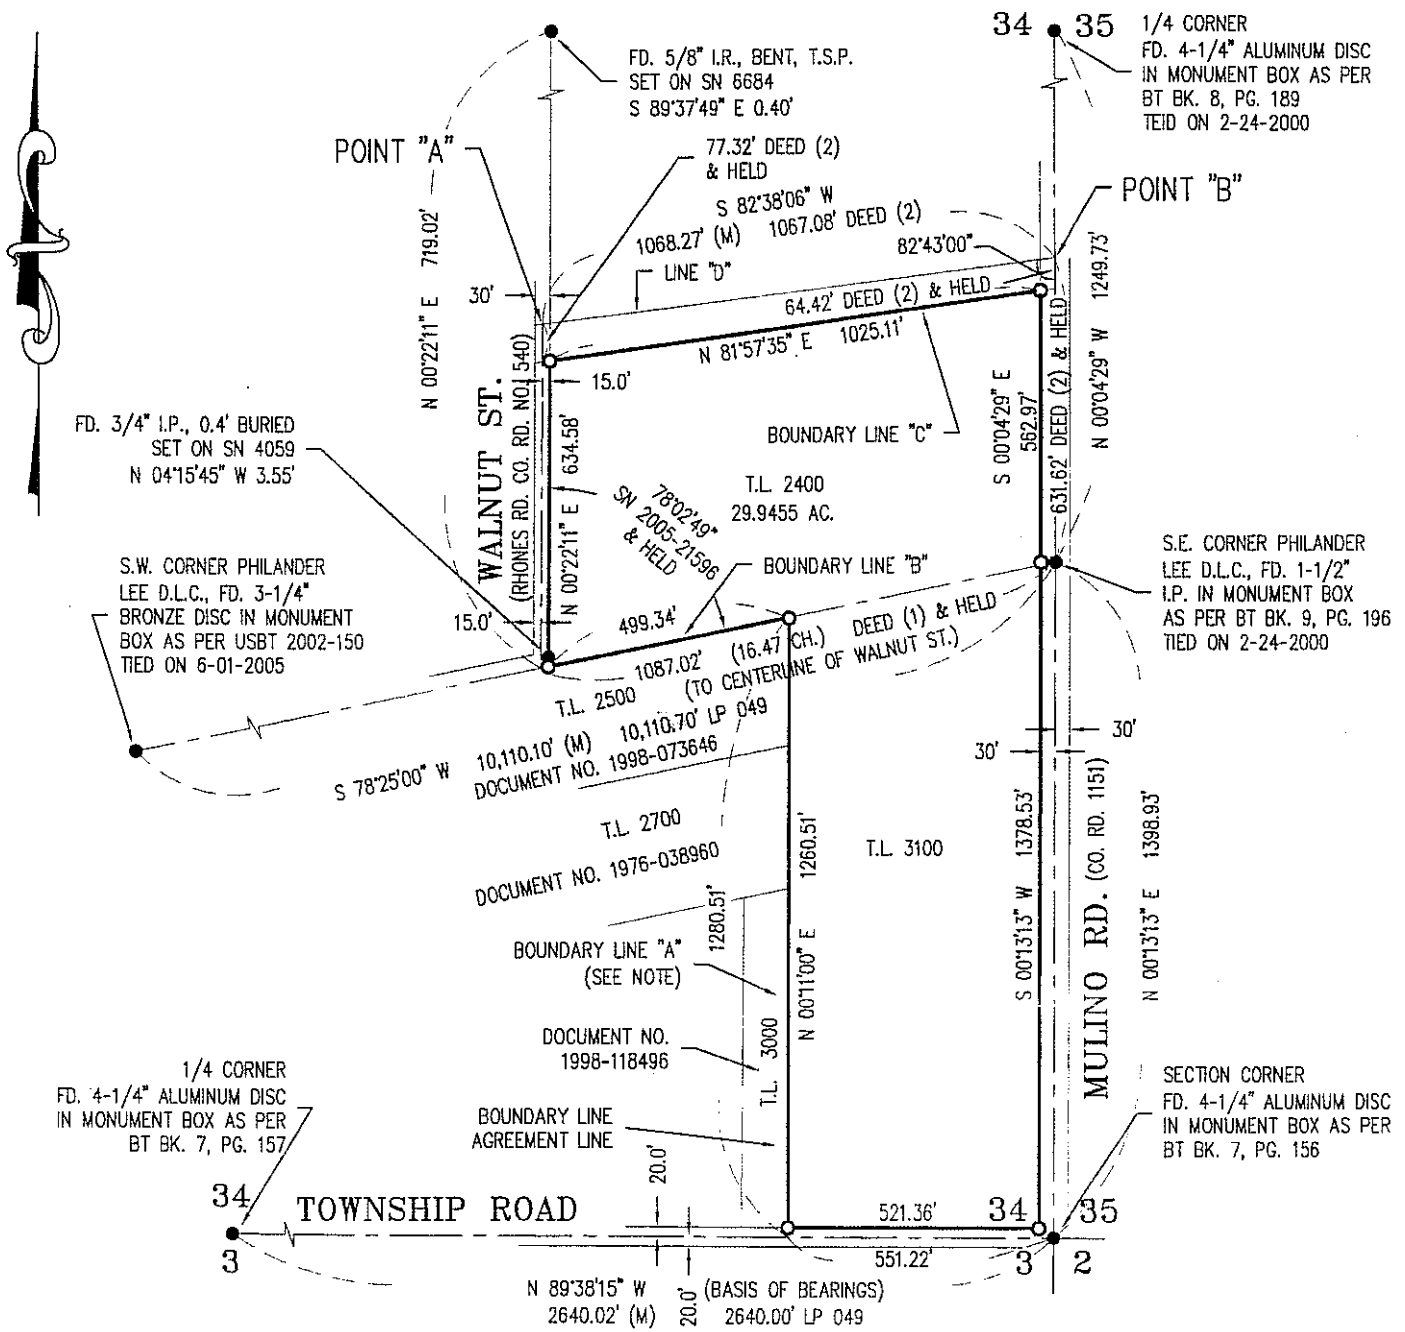 34 35
1/4 CORNER
FD. 4-1/4" ALUMINUM DISC
IN MONUMENT BOX AS PER
BT BK. 8, PG. 189
TEID ON 2-24-2000
FD. 5/8" I.R., BENT, T.S.P.
SET ON SN 6684
S 89°37'49" E 0.40'
POINT "A"
77.32' DEED (2)
& HELD
POINT "B"
S 82°38'06" W
1068.27' (M) 1067.08' DEED (2)
LINE "D"
82°43'00"
N 00°22'11" E 719.02'
30'
64.42' DEED (2) & HELD
N 81°57'35" E 1025.11'
N 00°04'29" W 1249.73'
15.0'
BOUNDARY LINE "C"
WALNUT ST.
(RHONES RD. CO. RD. NO. 540)
N 00°22'11" E 634.58'
S 00°04'29" E
562.97'
631.62' DEED (2) & HELD
FD. 3/4" I.P., 0.4' BURIED
SET ON SN 4059
N 04°15'45" W 3.55'
T.L. 2400
29.9455 AC.
78°02'49"
SN 2005-21596
& HELD
BOUNDARY LINE "B"
S.W. CORNER PHILANDER
LEE D.L.C., FD. 3-1/4"
BRONZE DISC IN MONUMENT
BOX AS PER USBT 2002-150
TIED ON 6-01-2005
S.E. CORNER PHILANDER
LEE D.L.C., FD. 1-1/2"
I.P. IN MONUMENT BOX
AS PER BT BK. 9, PG. 196
TIED ON 2-24-2000
15.0'
499.34'
1087.02' (16.47 CH.) DEED (1) & HELD
(TO CENTERLINE OF WALNUT ST.)
T.L. 2500
S 78°25'00" W 10,110.10' (M) 10,110.70' LP 049
DOCUMENT NO. 1998-073646
30'
30'
T.L. 2700
DOCUMENT NO. 1976-038960
T.L. 3100
1280.51'
N 00°11'00" E 1260.51'
S 00°13'13" W 1378.53'
MULINO RD. (CO. RD. 1151)
N 00°13'13" E 1398.93'
BOUNDARY LINE "A"
(SEE NOTE)
DOCUMENT NO.
1998-118496
T.L. 3000
BOUNDARY LINE
AGREEMENT LINE
1/4 CORNER
FD. 4-1/4" ALUMINUM DISC
IN MONUMENT BOX AS PER
BT BK. 7, PG. 157
SECTION CORNER
FD. 4-1/4" ALUMINUM DISC
IN MONUMENT BOX AS PER
BT BK. 7, PG. 156
20.0'
34
TOWNSHIP ROAD
521.36'
34 35
3
551.22'
3 2
N 89°38'15" W (BASIS OF BEARINGS)
2640.02' (M) 2640.00' LP 049
20.0'